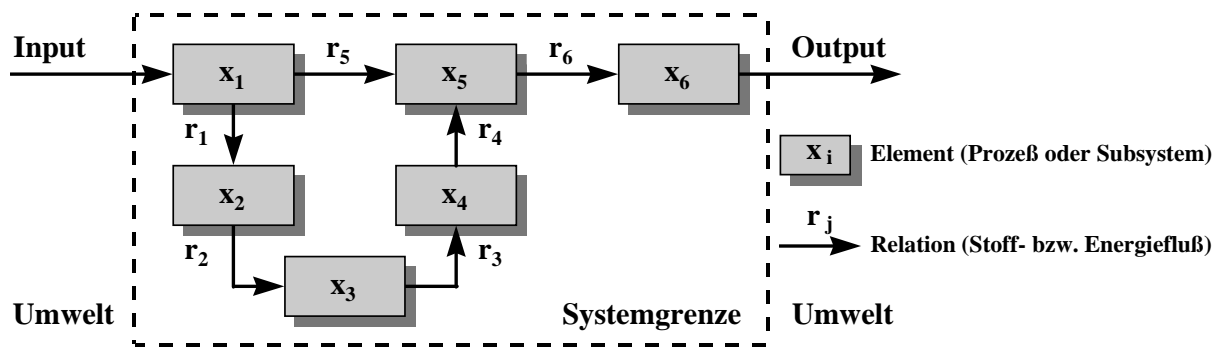 Input
r5
r6
Output
x1
x5
x6
r1
r4
x i
Element (Prozeß oder Subsystem)
x2
x4
r j
r2
r3
Relation (Stoff- bzw. Energiefluß)
x3
Umwelt
Systemgrenze
Umwelt